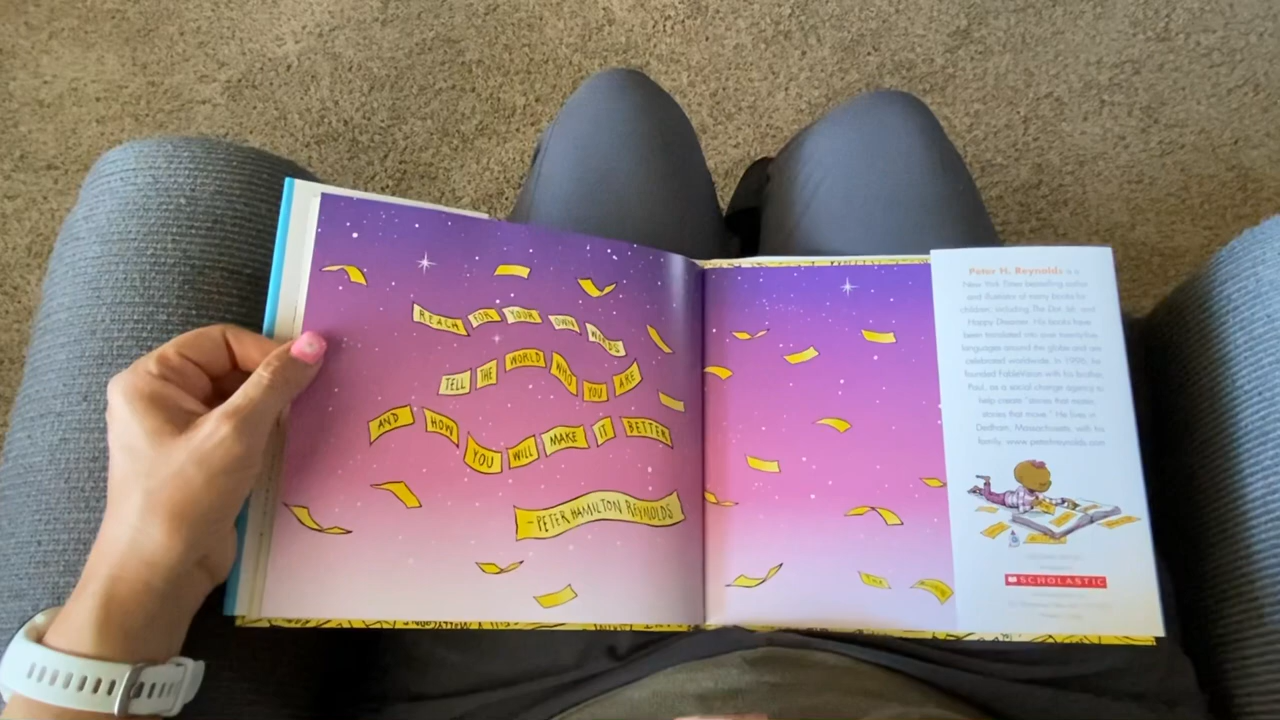 REACH FOR YOUR OWN WORDS
TELL THE WORLD WHO YOU ARE
AND HOW YOU WILL MAKE IT BETTER
-PETER HAMILTON REYNOLDS
Peter H. Reynolds is a
New York Times bestselling author
and illustrator of many books for
children, including The Dot, Ish, and
Happy Dreamer. His books have
been translated into over twenty-five
languages around the globe and are
celebrated worldwide. In 1996, he
founded FableVision with his brother,
Paul, as a social change agency to
help create "stories that matter,
stories that move." He lives in
Dedham, Massachusetts, with his
family. www.peterhreynolds.com
SCHOLASTIC